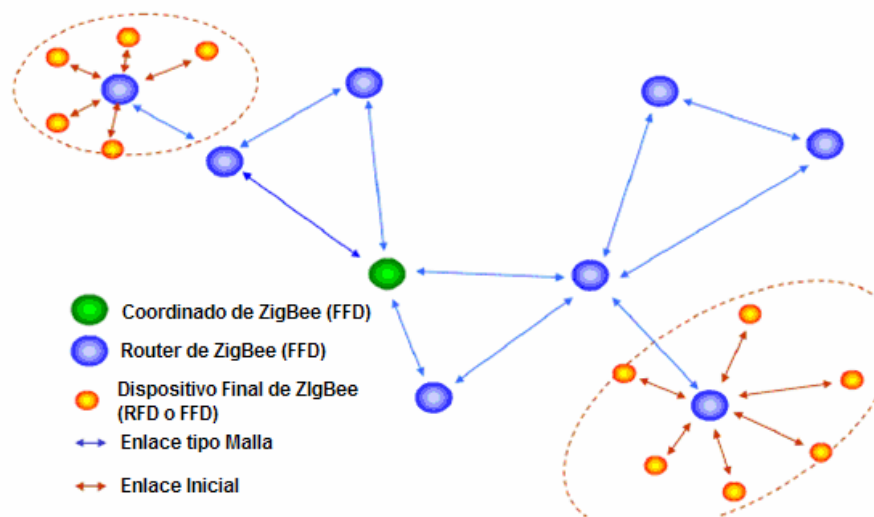 Coordinado de ZigBee (FFD)
Router de ZigBee (FFD)
Dispositivo Final de ZIgBee
(RFD o FFD)
Enlace tipo Malla
Enlace Inicial